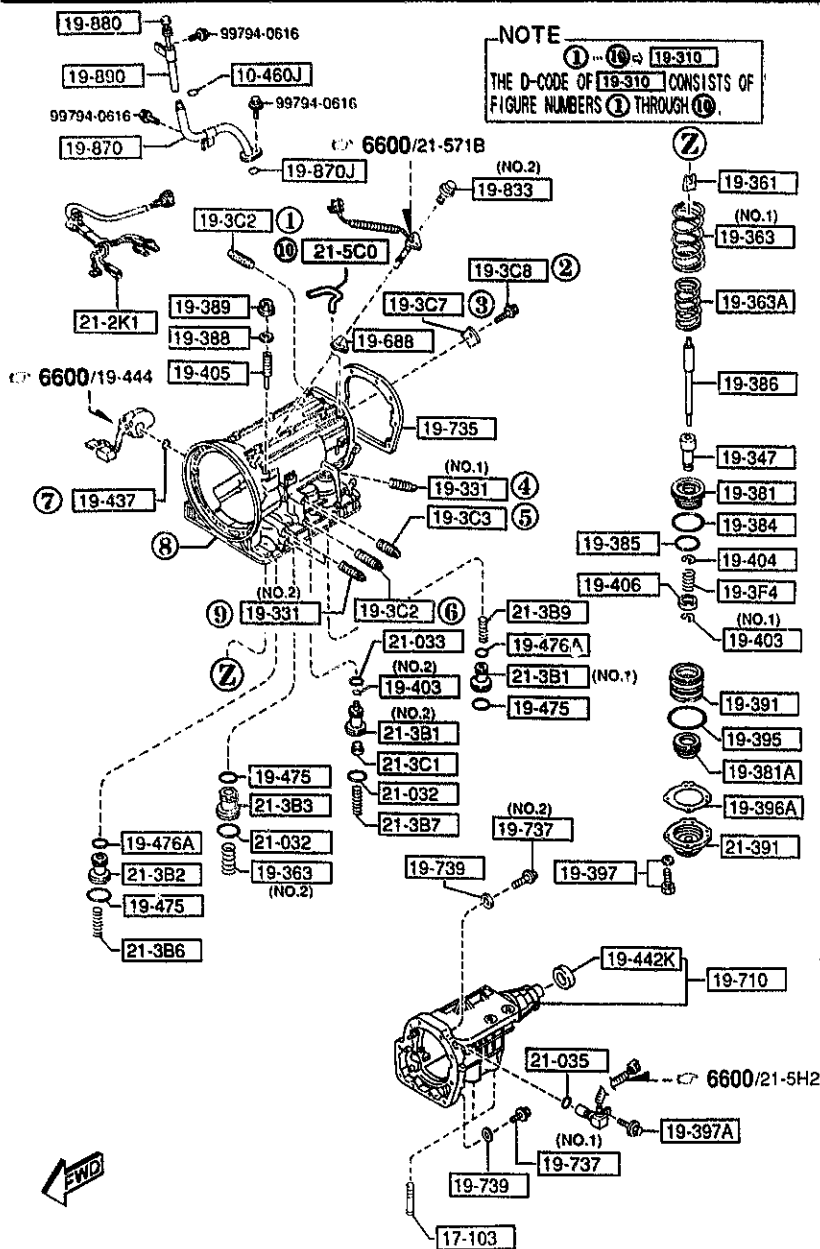 19-880
99794-0616
19-890
10-460J
99794-0616
99794-0616
19-870
19-870J
NOTE
① -- ⑩ ⇨ 19-310
THE D-CODE OF 19-310 CONSISTS OF
FIGURE NUMBERS ① THROUGH ⑩.
6600/21-571B
(NO.2)
19-833
19-3C2 ①
⑩ 21-5C0
19-3C8 ②
19-3C7 ③
21-2K1
19-389
19-388
19-405
19-688
6600/19-444
19-735
⑦ 19-437
(NO.1)
19-331 ④
19-3C3 ⑤
⑧
(NO.2)
⑨ 19-331
19-3C2 ⑥
Z
19-361
(NO.1)
19-363
19-363A
19-386
19-347
19-381
19-384
19-385
19-404
19-406
19-3F4
(NO.1)
19-403
19-391
19-395
19-381A
19-396A
21-391
19-397
Z
21-033
(NO.2)
19-403
(NO.2)
21-3B1
21-3C1
21-032
21-3B7
21-3B9
19-476A
21-3B1 (NO.1)
19-475
19-475
21-3B3
21-032
19-363
(NO.2)
19-476A
21-3B2
19-475
21-3B6
(NO.2)
19-737
19-739
19-442K
19-710
21-035
6600/21-5H2
19-397A
(NO.1)
19-737
19-739
17-103
FWD